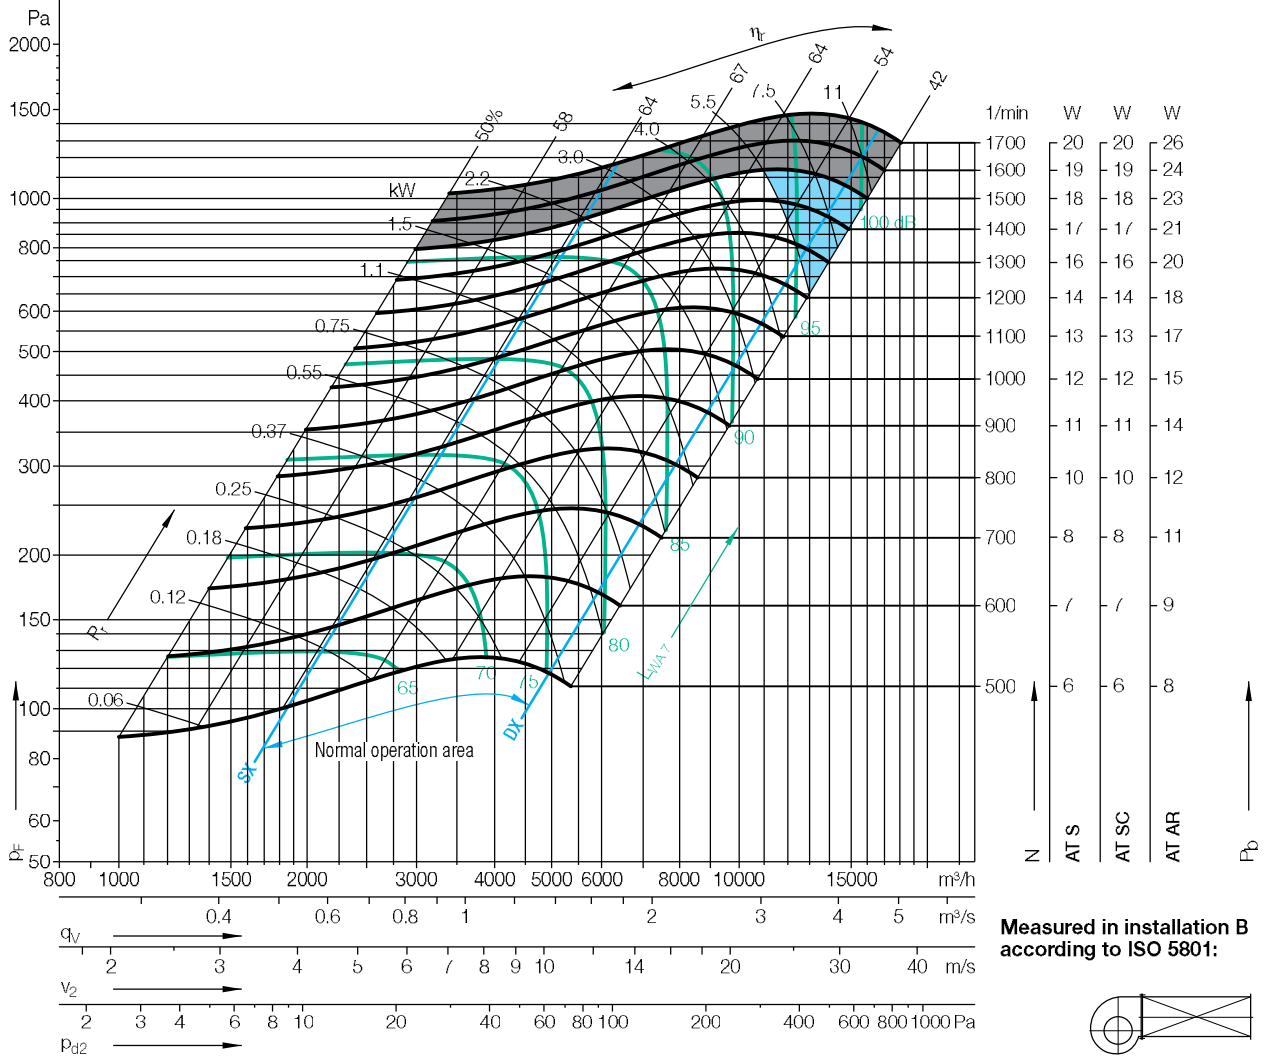 Pa
ηr
2000
1500
1000
800
600
500
400
300
200
150
100
80
60
50
pF
50%
58
64
67
64
54
42
kW
0.06
0.12
0.18
0.25
0.37
0.55
0.75
1.1
1.5
2.2
3.0
4.0
5.5
7.5
11
Pr
65
70
75
80
85
90
95
100 dB
LWA 7
SX
DX
Normal operation area
1/min W W W
1700 20 20 26
1600 19 19 24
1500 18 18 23
1400 17 17 21
1300 16 16 20
1200 14 14 18
1100 13 13 17
1000 12 12 15
900 11 11 14
800 10 10 12
700 8 8 11
600 7 7 9
500 6 6 8
N AT S AT SC AT AR Pb
800 1000 1500 2000 3000 4000 5000 6000 8000 10000 15000 m³/h
0.4 0.6 0.8 1 2 3 4 5 m³/s
qV
2 3 4 5 6 7 8 9 10 14 20 30 40 m/s
v2
2 3 4 6 8 10 20 40 60 80 100 200 400 600 800 1000 Pa
pd2
Measured in installation B
according to ISO 5801: